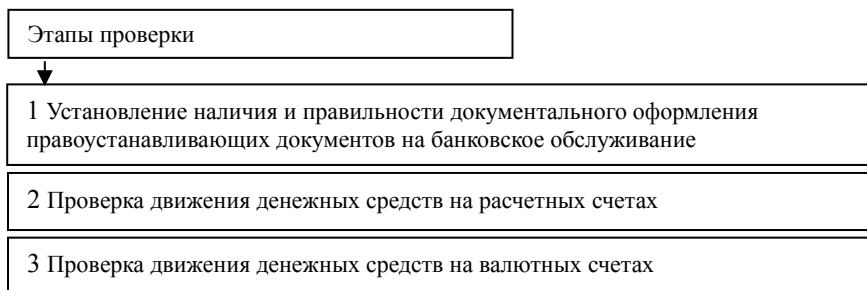 Этапы проверки
1 Установление наличия и правильности документального оформления
правоустанавливающих документов на банковское обслуживание
2 Проверка движения денежных средств на расчетных счетах
3 Проверка движения денежных средств на валютных счетах